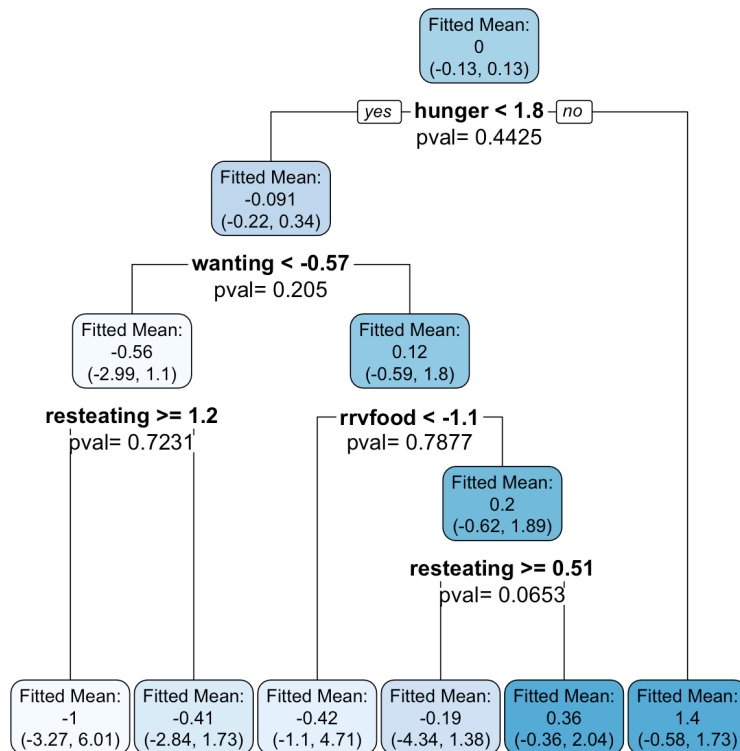 Fitted Mean:
0
(-0.13, 0.13)
yes hunger < 1.8 no
pval= 0.4425
Fitted Mean:
-0.091
(-0.22, 0.34)
wanting < -0.57
pval= 0.205
Fitted Mean:
-0.56
(-2.99, 1.1)
Fitted Mean:
0.12
(-0.59, 1.8)
resteating >= 1.2
pval= 0.7231
rrvfood < -1.1
pval= 0.7877
Fitted Mean:
0.2
(-0.62, 1.89)
resteating >= 0.51
pval= 0.0653
Fitted Mean:
-1
(-3.27, 6.01)
Fitted Mean:
-0.41
(-2.84, 1.73)
Fitted Mean:
-0.42
(-1.1, 4.71)
Fitted Mean:
-0.19
(-4.34, 1.38)
Fitted Mean:
0.36
(-0.36, 2.04)
Fitted Mean:
1.4
(-0.58, 1.73)